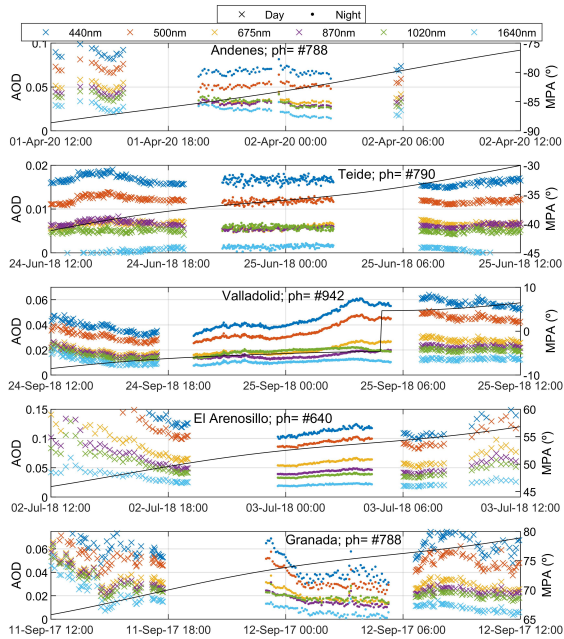 Day Night
440nm 500nm 675nm 870nm 1020nm 1640nm
Andenes; ph= #788
0.1
0.05
0
AOD
-75
-80
-85
-90
MPA (º)
01-Apr-20 12:00 01-Apr-20 18:00 02-Apr-20 00:00 02-Apr-20 06:00 02-Apr-20 12:00
Teide; ph= #790
0.02
0.01
0
AOD
-30
-35
-40
-45
MPA (º)
24-Jun-18 12:00 24-Jun-18 18:00 25-Jun-18 00:00 25-Jun-18 06:00 25-Jun-18 12:00
Valladolid; ph= #942
0.06
0.04
0.02
0
AOD
10
5
0
-5
-10
MPA (º)
24-Sep-18 12:00 24-Sep-18 18:00 25-Sep-18 00:00 25-Sep-18 06:00 25-Sep-18 12:00
El Arenosillo; ph= #640
0.15
0.1
0.05
0
AOD
60
55
50
45
MPA (º)
02-Jul-18 12:00 02-Jul-18 18:00 03-Jul-18 00:00 03-Jul-18 06:00 03-Jul-18 12:00
Granada; ph= #788
0.06
0.04
0.02
0
AOD
80
75
70
65
MPA (º)
11-Sep-17 12:00 11-Sep-17 18:00 12-Sep-17 00:00 12-Sep-17 06:00 12-Sep-17 12:00